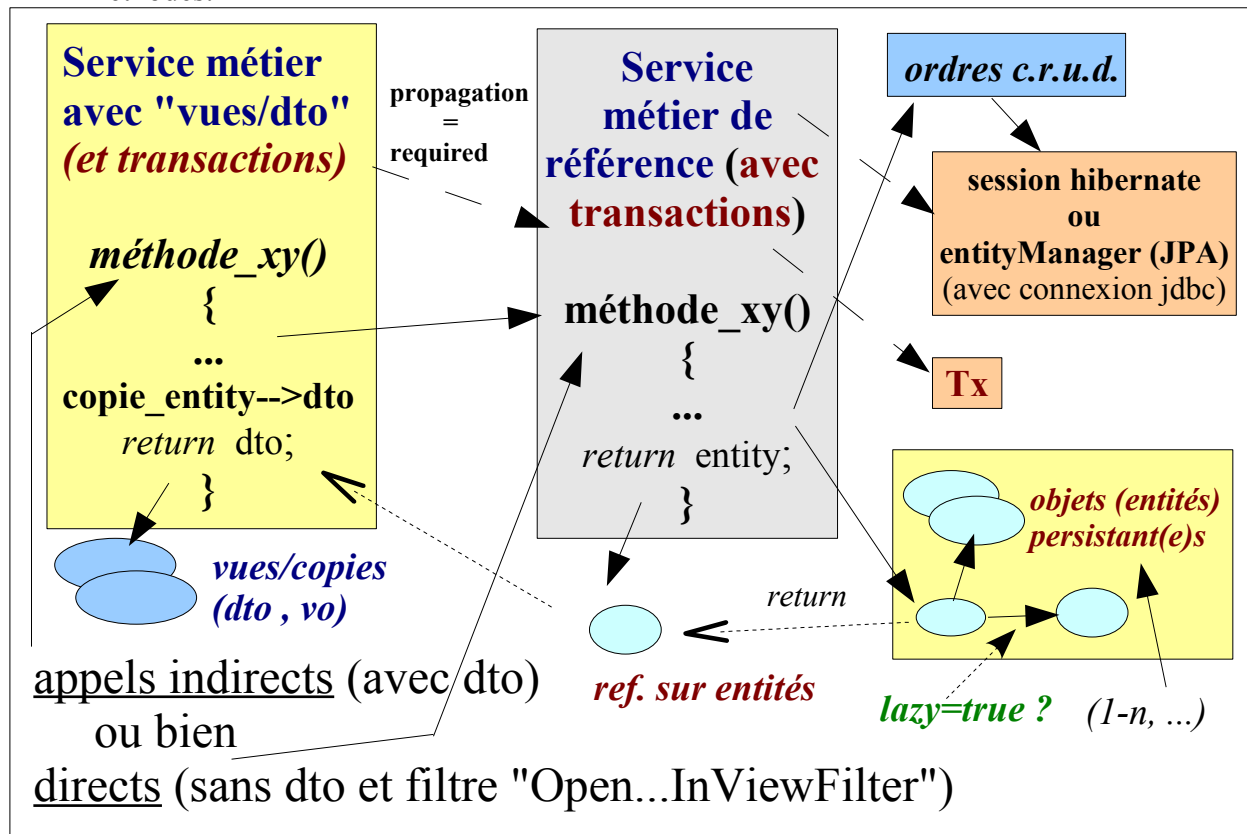 Service métier
avec "vues/dto"
(et transactions)
méthode_xy()
{
...
copie_entity-->dto
return dto;
}
vues/copies
(dto , vo)
propagation
=
required
Service
métier de
référence (avec
transactions)
méthode_xy()
{
...
return entity;
}
ref. sur entités
return
ordres c.r.u.d.
session hibernate
ou
entityManager (JPA)
(avec connexion jdbc)
Tx
objets (entités)
persistant(e)s
lazy=true ?
(1-n, ...)
appels indirects (avec dto)
ou bien
directs (sans dto et filtre "Open...InViewFilter")